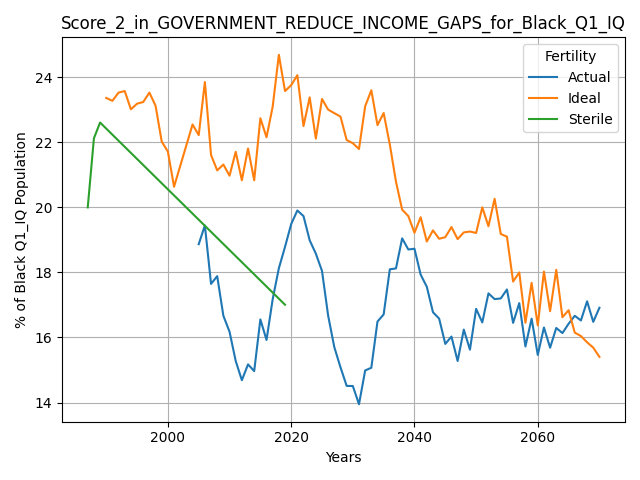 Score_2_in_GOVERNMENT_REDUCE_INCOME_GAPS_for_Black_Q1_IQ
Fertility
Actual
Ideal
Sterile
% of Black Q1_IQ Population
24
22
20
18
16
14
2000
2020
2040
2060
Years